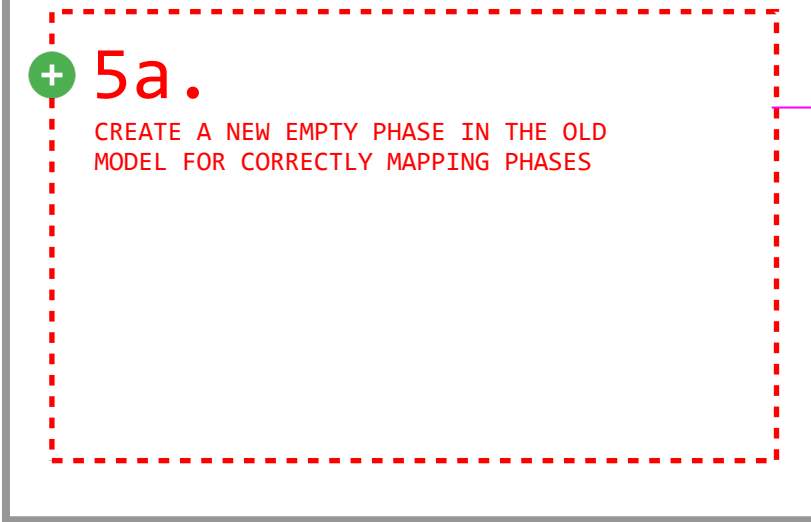 5a.
CREATE A NEW EMPTY PHASE IN THE OLD
MODEL FOR CORRECTLY MAPPING PHASES